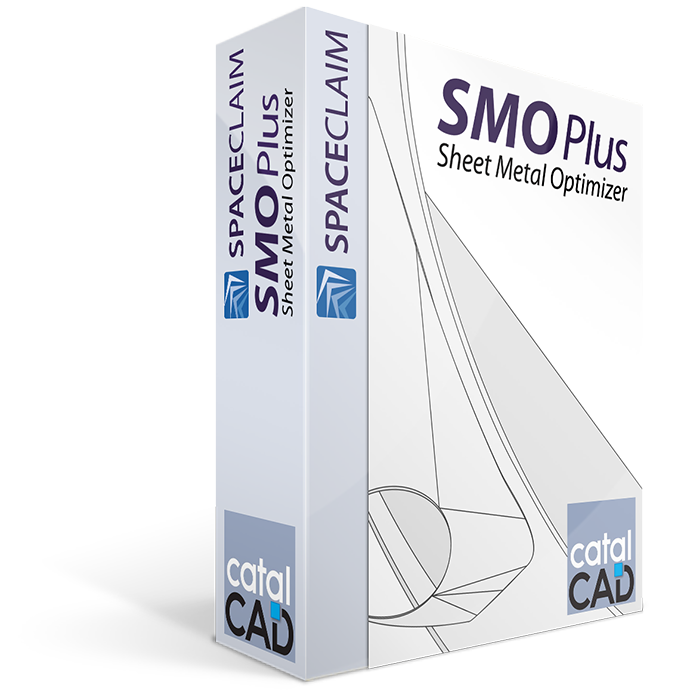 SPACECLAIM
SMO Plus
Sheet Metal Optimizer
catal
CAD
SPACECLAIM
SMO Plus
Sheet Metal Optimizer
catal
CAD